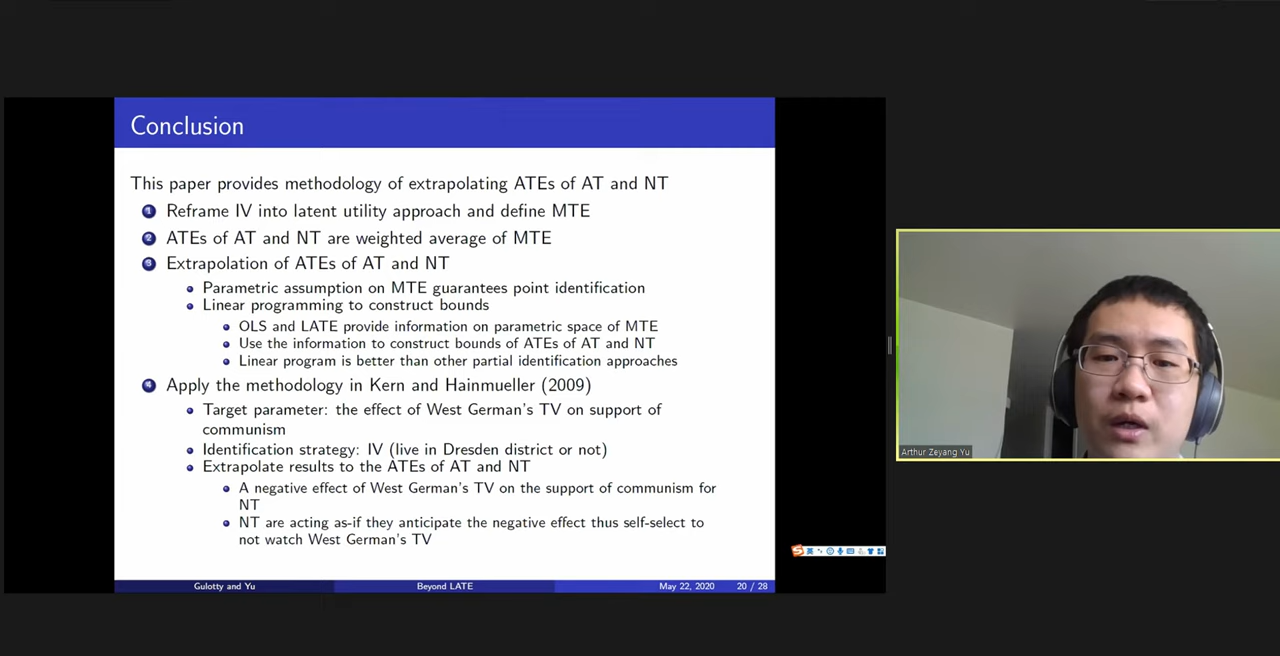 Conclusion
This paper provides methodology of extrapolating ATEs of AT and NT
1 Reframe IV into latent utility approach and define MTE
2 ATEs of AT and NT are weighted average of MTE
3 Extrapolation of ATEs of AT and NT
Parametric assumption on MTE guarantees point identification
Linear programming to construct bounds
OLS and LATE provide information on parametric space of MTE
Use the information to construct bounds of ATEs of AT and NT
Linear program is better than other partial identification approaches
4 Apply the methodology in Kern and Hainmueller (2009)
Target parameter: the effect of West German's TV on support of
communism
Identification strategy: IV (live in Dresden district or not)
Extrapolate results to the ATEs of AT and NT
A negative effect of West German's TV on the support of communism for
NT
NT are acting as-if they anticipate the negative effect thus self-select to
not watch West German's TV
Gulotty and Yu Beyond LATE May 22, 2020 20 / 28
Arthur Zeyang Yu
S 英